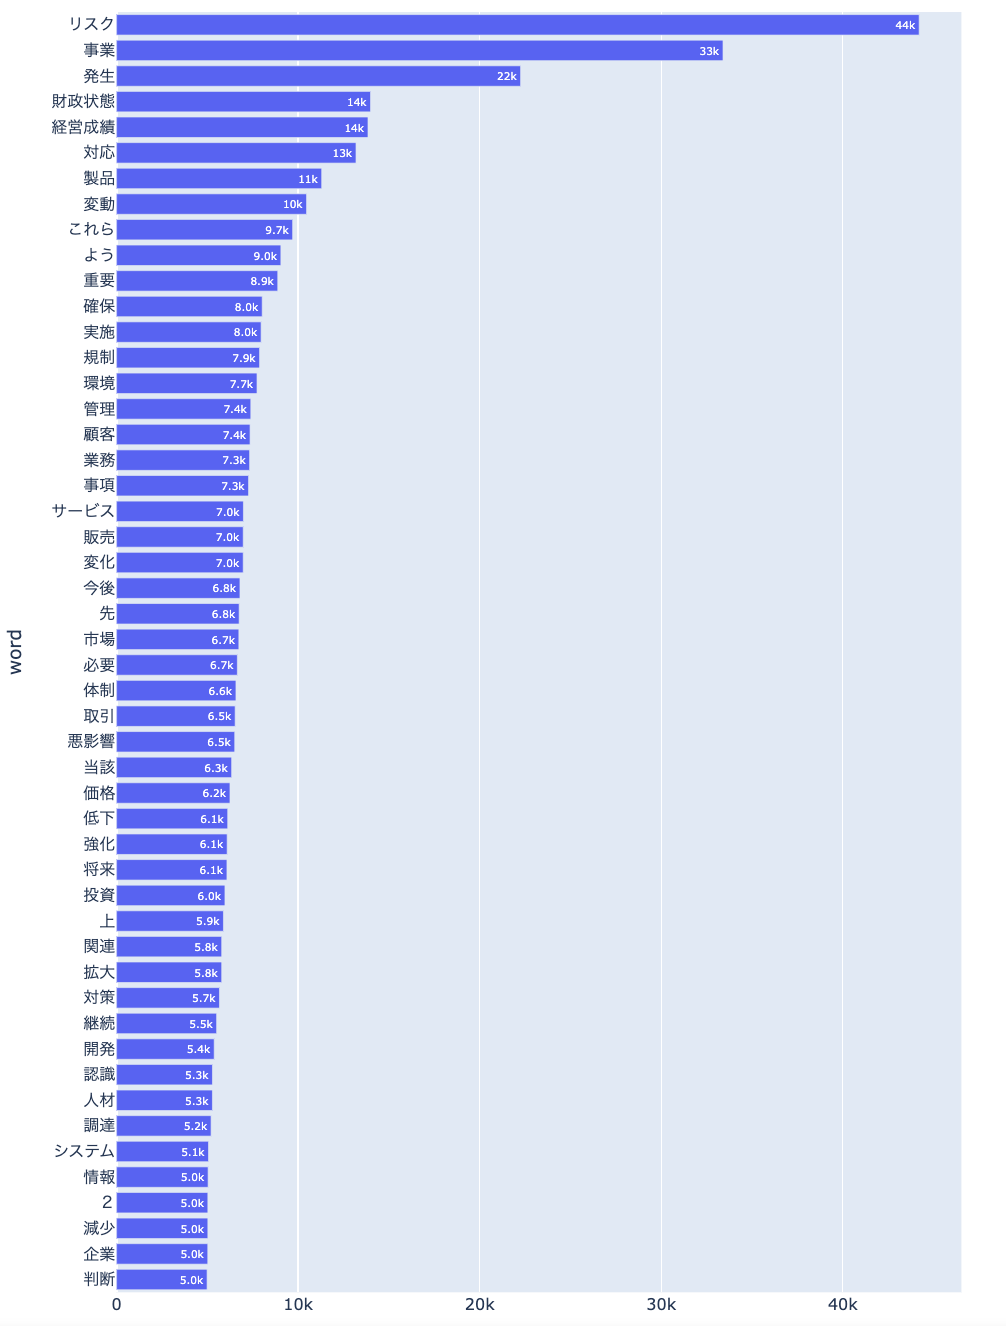 リスク 44k
事業 33k
発生 22k
財政状態 14k
経営成績 14k
対応 13k
製品 11k
変動 10k
これら 9.7k
よう 9.0k
重要 8.9k
確保 8.0k
実施 8.0k
規制 7.9k
環境 7.7k
管理 7.4k
顧客 7.4k
業務 7.3k
事項 7.3k
サービス 7.0k
販売 7.0k
変化 7.0k
今後 6.8k
先 6.8k
市場 6.7k
必要 6.7k
体制 6.6k
取引 6.5k
悪影響 6.5k
当該 6.3k
価格 6.2k
低下 6.1k
強化 6.1k
将来 6.1k
投資 6.0k
上 5.9k
関連 5.8k
拡大 5.8k
対策 5.7k
継続 5.5k
開発 5.4k
認識 5.3k
人材 5.3k
調達 5.2k
システム 5.1k
情報 5.0k
２ 5.0k
減少 5.0k
企業 5.0k
判断 5.0k
0 10k 20k 30k 40k
word